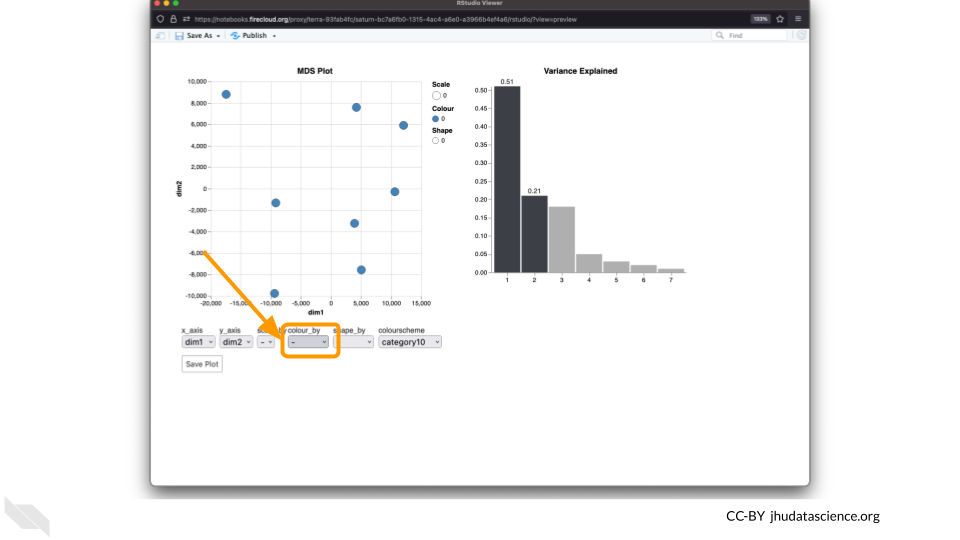 RStudio Viewer
https://notebooks.firecloud.org/proxy/terra-93fab4fc/saturn-bc7a6fb0-1315-4ac4-a6e0-a3966b4ef4a6/rstudio/?view=preview
133%
Save As
Publish
Find
MDS Plot
10,000
8,000
6,000
4,000
2,000
0
-2,000
-4,000
-6,000
-8,000
-10,000
dim2
-20,000 -15,000 -10,000 -5,000 0 5,000 10,000 15,000
dim1
Scale
0
Colour
0
Shape
0
Variance Explained
0.50
0.45
0.40
0.35
0.30
0.25
0.20
0.15
0.10
0.05
0.00
0.51
0.21
1 2 3 4 5 6 7
x_axis y_axis colour_by colourscheme
dim1 dim2 - - category10
Save Plot
CC-BY jhudatascience.org